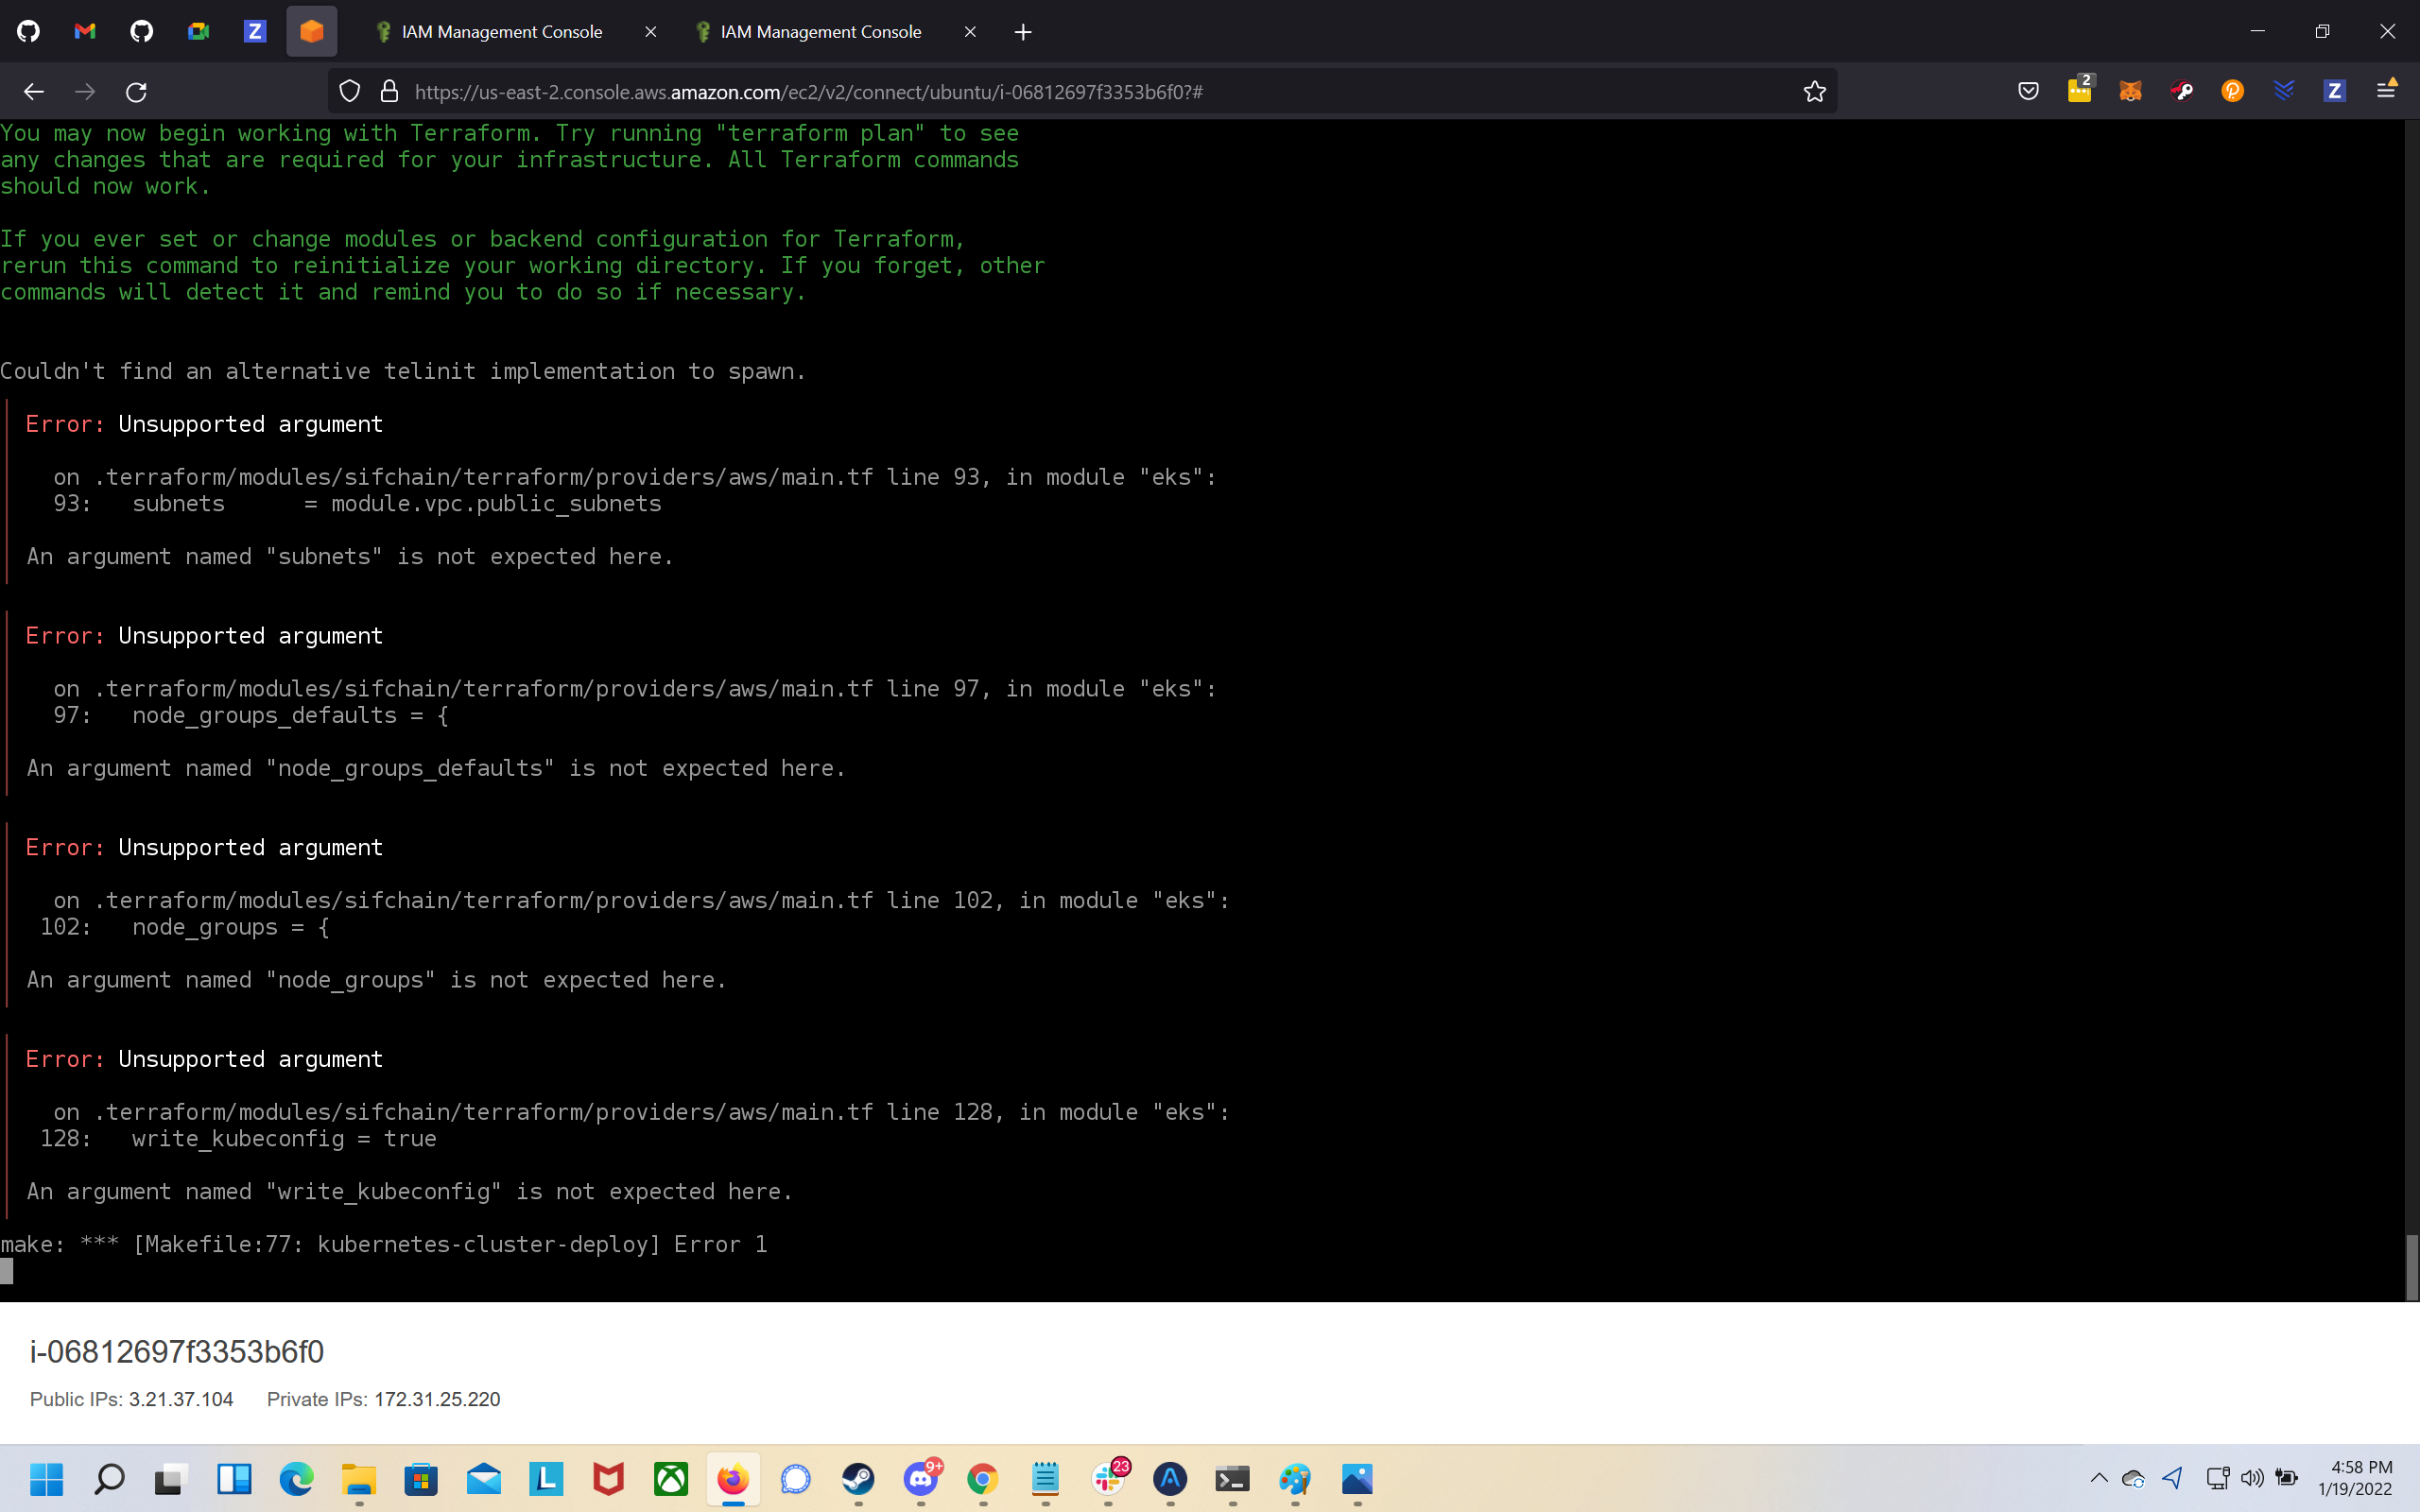 IAM Management Console
IAM Management Console
https://us-east-2.console.aws.amazon.com/ec2/v2/connect/ubuntu/i-06812697f3353b6f0?#
2
You may now begin working with Terraform. Try running "terraform plan" to see
any changes that are required for your infrastructure. All Terraform commands
should now work.
If you ever set or change modules or backend configuration for Terraform,
rerun this command to reinitialize your working directory. If you forget, other
commands will detect it and remind you to do so if necessary.
Couldn't find an alternative telinit implementation to spawn.
Error: Unsupported argument
on .terraform/modules/sifchain/terraform/providers/aws/main.tf line 93, in module "eks":
93:   subnets      = module.vpc.public_subnets
An argument named "subnets" is not expected here.
Error: Unsupported argument
on .terraform/modules/sifchain/terraform/providers/aws/main.tf line 97, in module "eks":
97:   node_groups_defaults = {
An argument named "node_groups_defaults" is not expected here.
Error: Unsupported argument
on .terraform/modules/sifchain/terraform/providers/aws/main.tf line 102, in module "eks":
102:   node_groups = {
An argument named "node_groups" is not expected here.
Error: Unsupported argument
on .terraform/modules/sifchain/terraform/providers/aws/main.tf line 128, in module "eks":
128:   write_kubeconfig = true
An argument named "write_kubeconfig" is not expected here.
make: *** [Makefile:77: kubernetes-cluster-deploy] Error 1
i-06812697f3353b6f0
Public IPs: 3.21.37.104 Private IPs: 172.31.25.220
9+
23
4:58 PM
1/19/2022